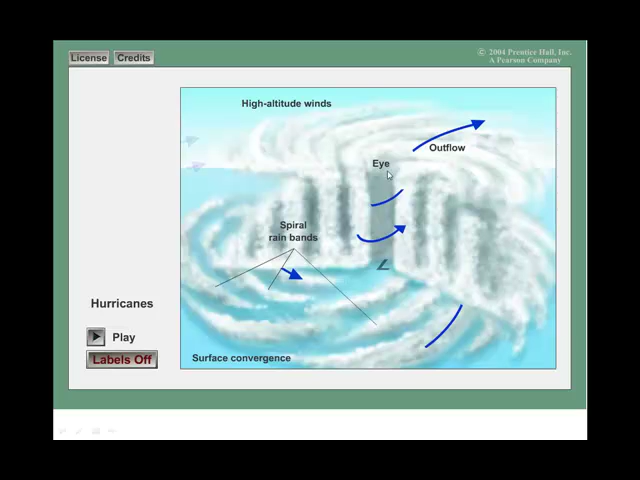 License Credits
© 2004 Prentice Hall, Inc.
A Pearson Company
High-altitude winds
Outflow
Eye
Spiral
rain bands
Hurricanes
Play
Labels Off
Surface convergence